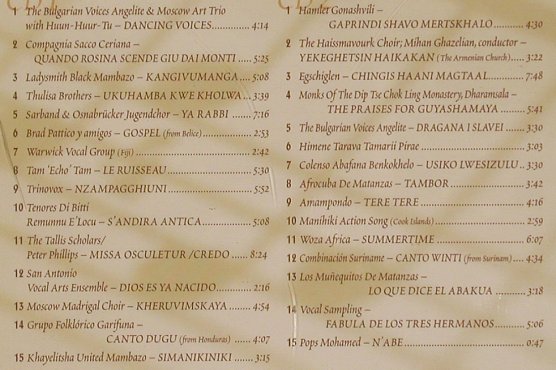 1 The Bulgarian Voices Angelite & Moscow Art Trio
with Huun-Huur-Tu – DANCING VOICES............4:14
2 Compagnia Sacco Ceriana –
QUANDO ROSINA SCENDE GIU DAI MONTI.....5:25
3 Ladysmith Black Mambazo – KANGIVUMANGA....5:08
4 Thulisa Brothers – UKUHAMBA KWE KHOLWA...3:39
5 Sarband & Osnabrücker Jugendchor – YA RABBI.......7:16
6 Brad Pattico y amigos – GOSPEL (from Belice)................2:53
7 Warwick Vocal Group (Fiji).......................................2:42
8 Tam 'Echo' Tam – LE RUISSEAU...........................5:30
9 Trinovox – NZAMPAGGHIUNI...............................5:52
10 Tenores Di Bitti
Remunnu E'Locu – S'ANDIRA ANTICA................5:08
11 The Tallis Scholars/
Peter Phillips – MISSA OSCULETUR /CREDO.....8:24
12 San Antonio
Vocal Arts Ensemble – DIOS ES YA NACIDO.........2:16
13 Moscow Madrigal Choir – KHERUVIMSKAYA.......4:54
14 Grupo Folklórico Garifuna –
CANTO DUGU (from Honduras).......4:07
15 Khayelitsha United Mambazo – SIMANIKINIKI.......3:15
1 Hamlet Gonashvili –
GAPRINDI SHAVO MERTSKHALO............4:30
2 The Haissmavourk Choir; Mihan Ghazelian, conductor –
YEKEGHETSIN HAIKAKAN (The Armenian Church).....3:22
3 Egschiglen – CHINGIS HAANI MAGTAAL...............7:48
4 Monks Of The Dip Tse Chok Ling Monastery, Dharamsala –
THE PRAISES FOR GUYASHAMAYA.............5:41
5 The Bulgarian Voices Angelite – DRAGANA I SLAVEI.......3:30
6 Himene Tarava Tamarii Pirae...................................3:03
7 Colenso Abafana Benkokhelo – USIKO LWESIZULU..3:30
8 Afrocuba De Matanzas – TAMBOR.........................3:42
9 Amampondo – TERE TERE.....................................4:16
10 Manihiki Action Song (Cook Islands)............................2:59
11 Woza Africa – SUMMERTIME................................6:07
12 Combinación Suriname – CANTO WINTI (from Surinam)....4:34
13 Los Muñequitos De Matanzas –
LO QUE DICE EL ABAKUA...........3:18
14 Vocal Sampling –
FABULA DE LOS TRES HERMANOS.............5:06
15 Pops Mohamed – N'ABE.........................................0:47